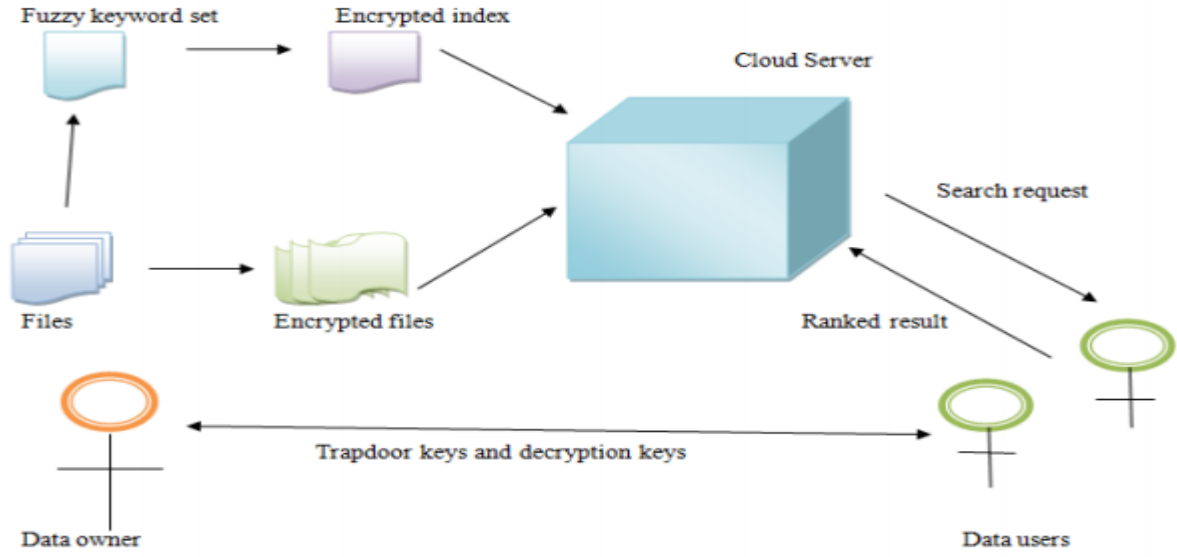 Fuzzy keyword set
Encrypted index
Cloud Server
Search request
Files
Encrypted files
Ranked result
Trapdoor keys and decryption keys
Data owner
Data users